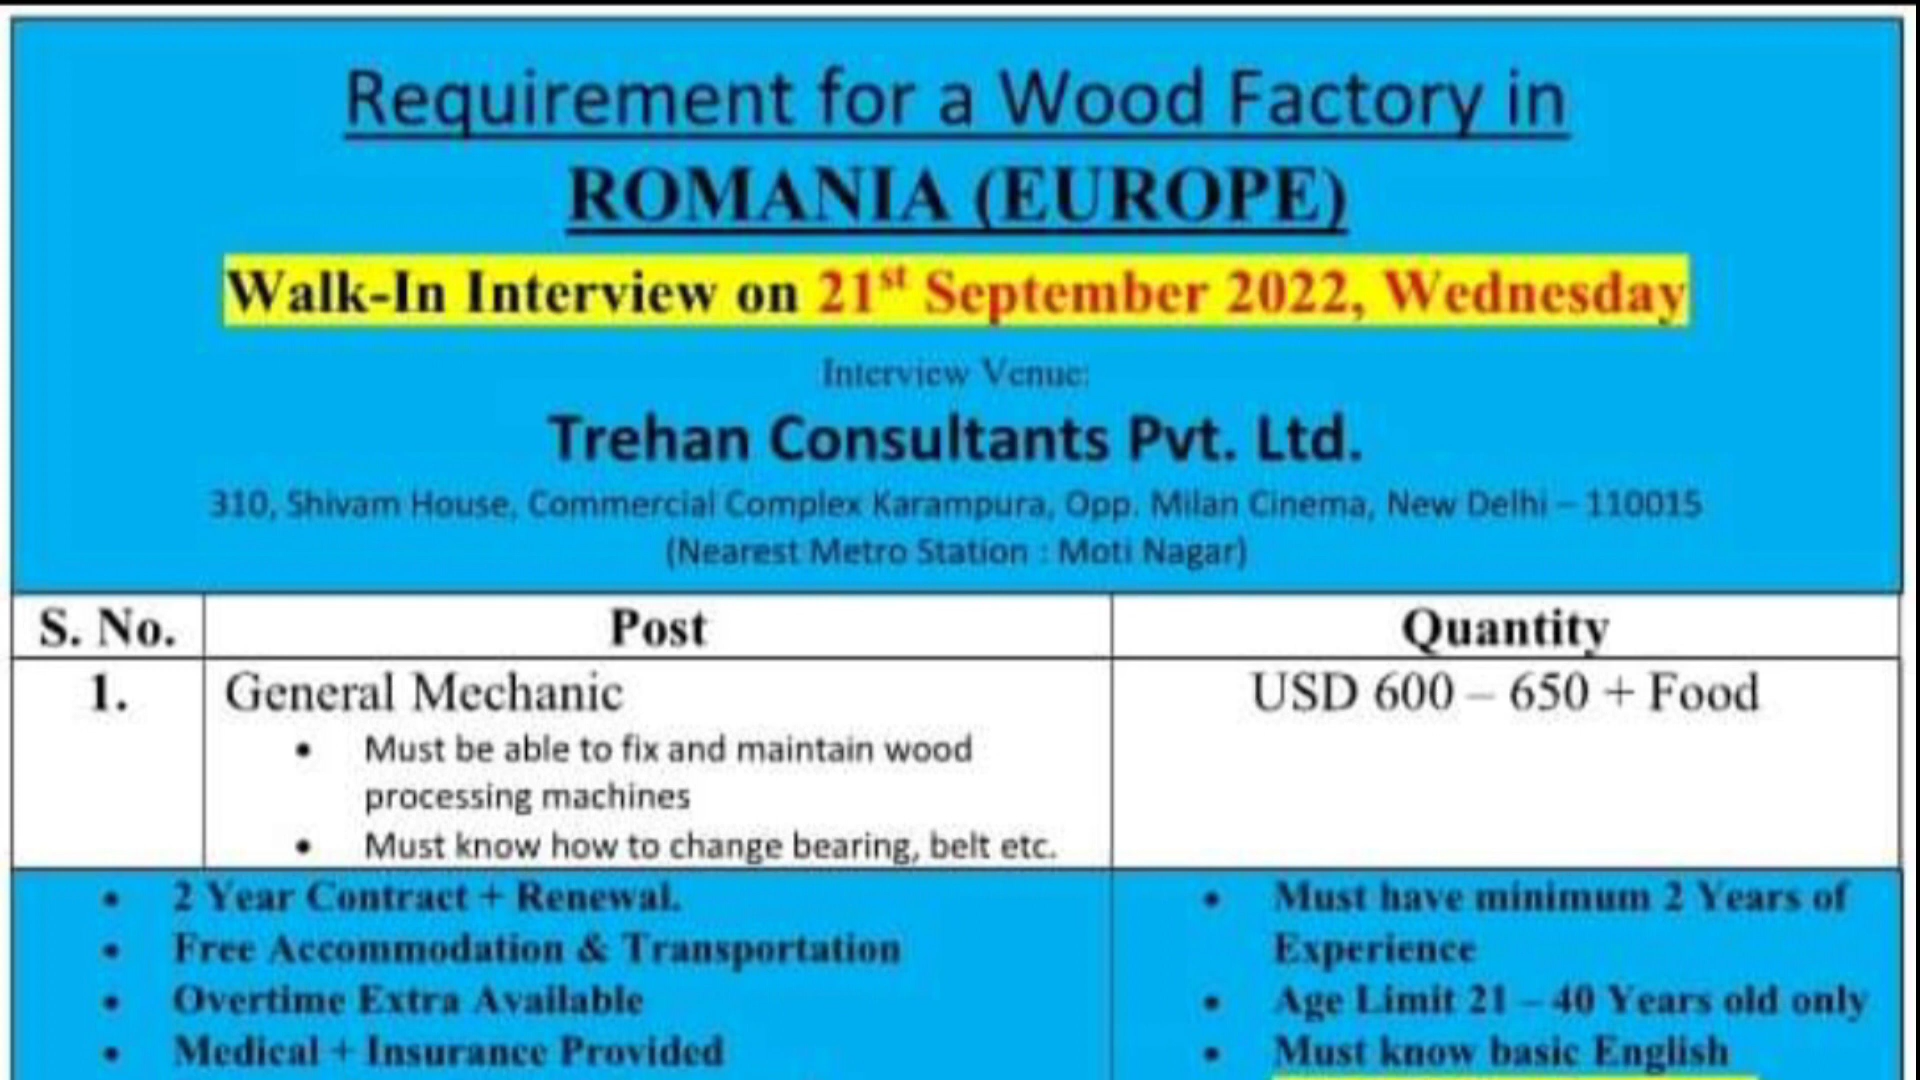 Requirement for a Wood Factory in
ROMANIA (EUROPE)
Walk-In Interview on 21st September 2022, Wednesday
Interview Venue:
Trehan Consultants Pvt. Ltd.
310, Shivam House, Commercial Complex Karampura, Opp. Milan Cinema, New Delhi – 110015
(Nearest Metro Station : Moti Nagar)
S. No. Post Quantity
1. General Mechanic USD 600 – 650 + Food
• Must be able to fix and maintain wood
processing machines
• Must know how to change bearing, belt etc.
• 2 Year Contract + Renewal.
• Free Accommodation & Transportation
• Overtime Extra Available
• Medical + Insurance Provided
• Must have minimum 2 Years of
Experience
• Age Limit 21 – 40 Years old only
• Must know basic English